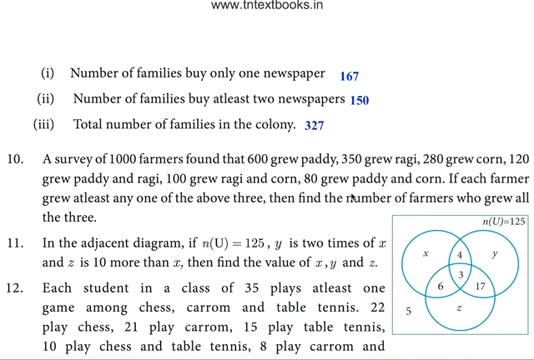 www.tntextbooks.in
(i) Number of families buy only one newspaper 167
(ii) Number of families buy atleast two newspapers 150
(iii) Total number of families in the colony. 327
10. A survey of 1000 farmers found that 600 grew paddy, 350 grew ragi, 280 grew corn, 120
grew paddy and ragi, 100 grew ragi and corn, 80 grew paddy and corn. If each farmer
grew atleast any one of the above three, then find the number of farmers who grew all
the three.
11. In the adjacent diagram, if n(U) = 125, y is two times of x
and z is 10 more than x, then find the value of x, y and z.
12. Each student in a class of 35 plays atleast one
game among chess, carrom and table tennis. 22
play chess, 21 play carrom, 15 play table tennis,
10 play chess and table tennis, 8 play carrom and
n(U)=125
x 4 y
3
6 17
5 z